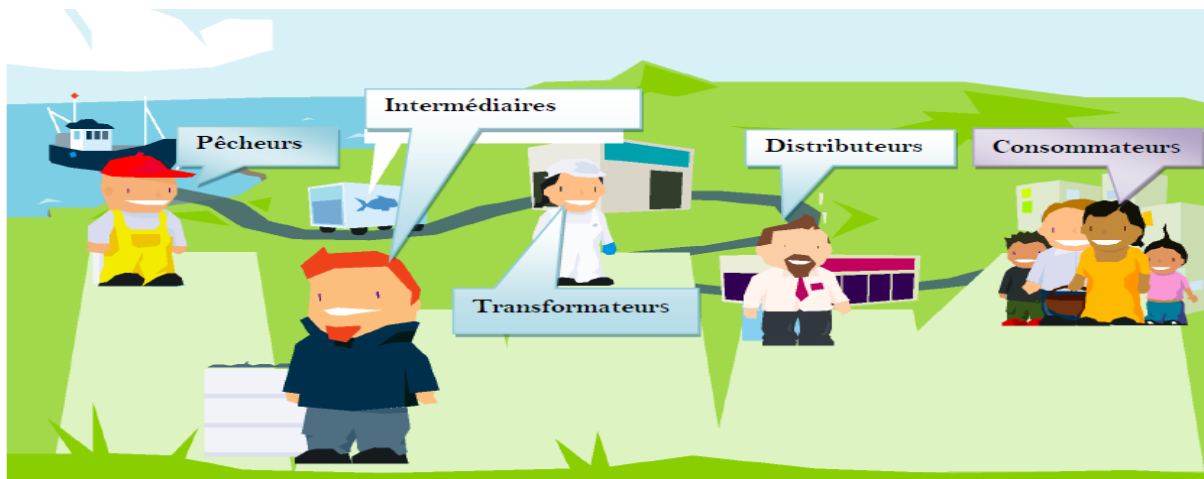 Intermédiaires
Pêcheurs
Distributeurs
Consommateurs
Transformateurs